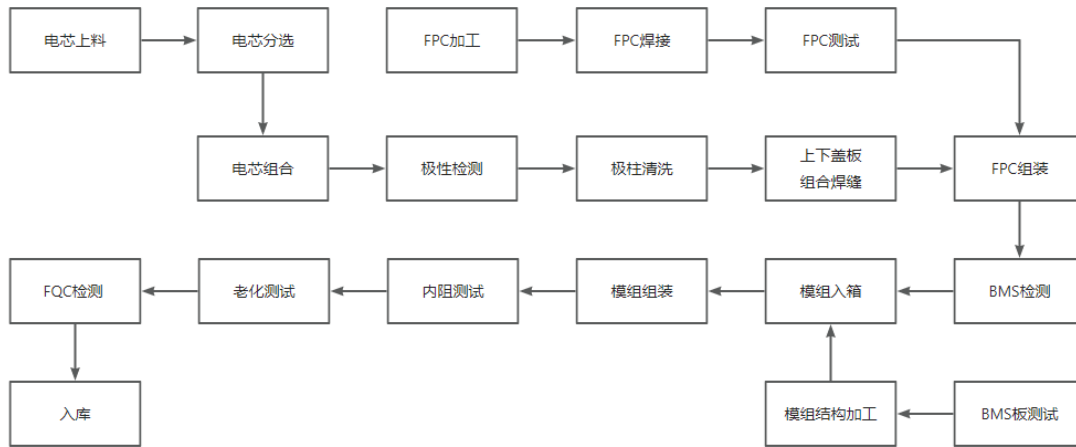 电芯上料
电芯分选
FPC加工
FPC焊接
FPC测试
电芯组合
极性检测
极柱清洗
上下盖板
组合焊缝
FPC组装
FQC检测
老化测试
内阻测试
模组组装
模组入箱
BMS检测
入库
模组结构加工
BMS板测试